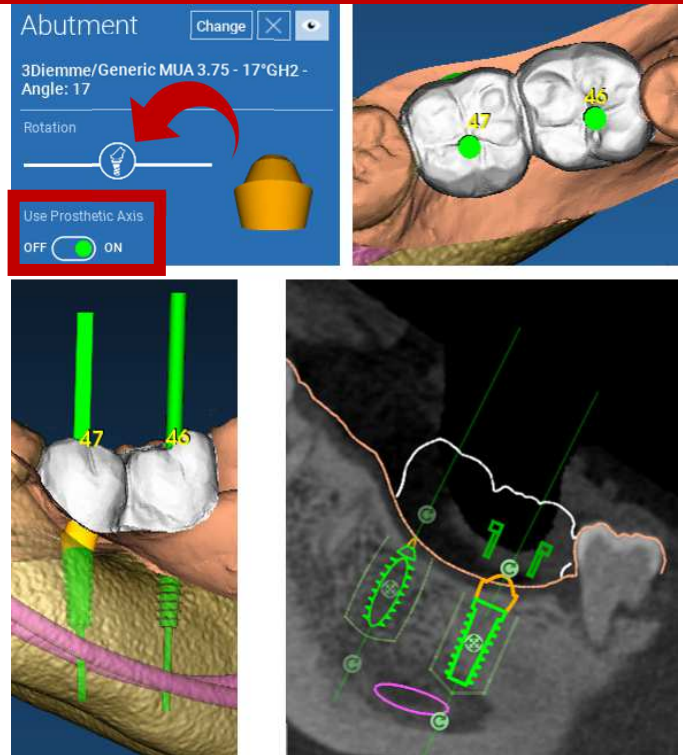 Abutment
Change
3Diemme/Generic MUA 3.75 - 17°GH2 -
Angle: 17
Rotation
Use Prosthetic Axis
OFF ON
47
46
47
46
C
C
C
C